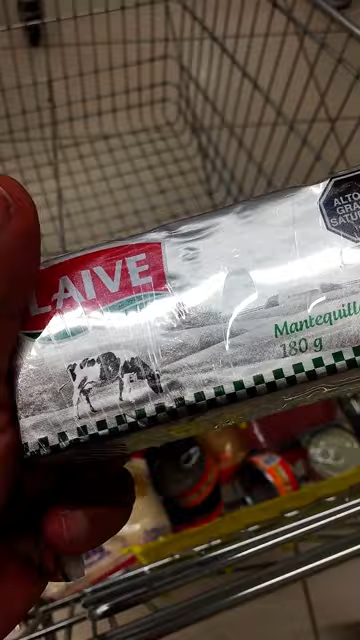 LAIVE
ALTO
GRA
SATU
Mantequill
180 g